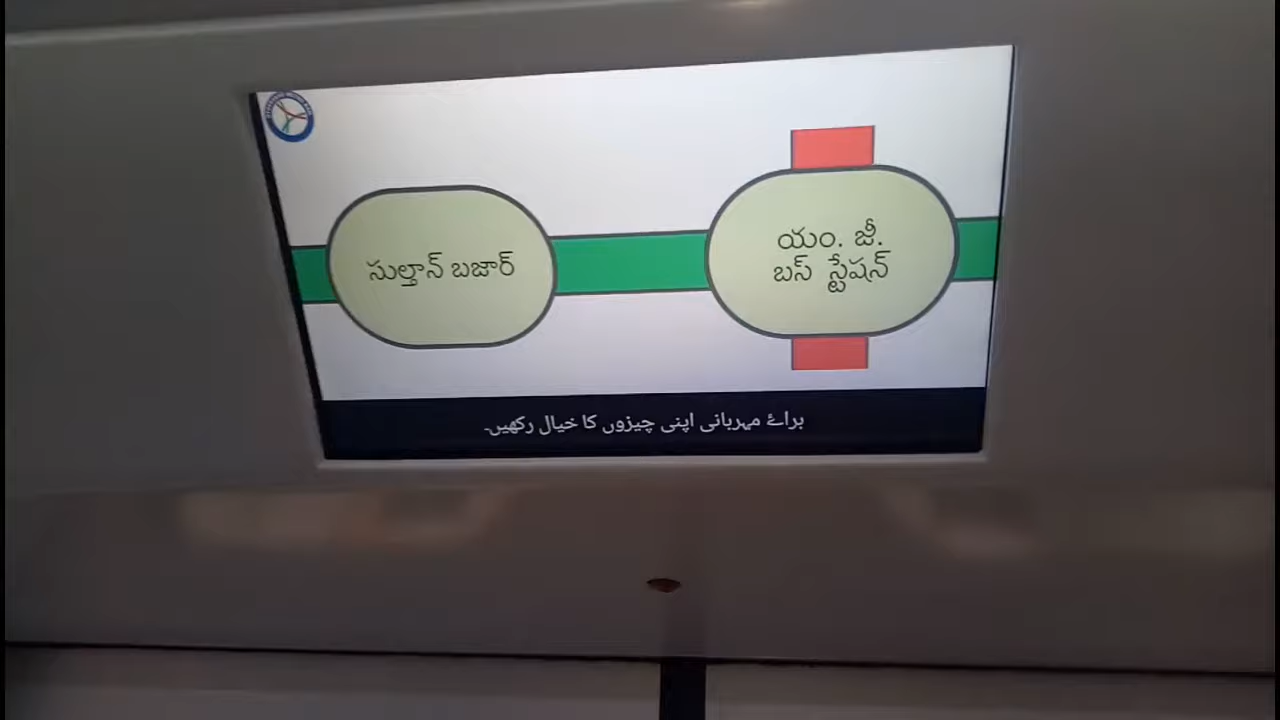 సుల్తాన్ బజార్
యం. జీ.
బస్ స్టేషన్
برائے مہربانی اپنی چیزوں کا خیال رکھیں۔